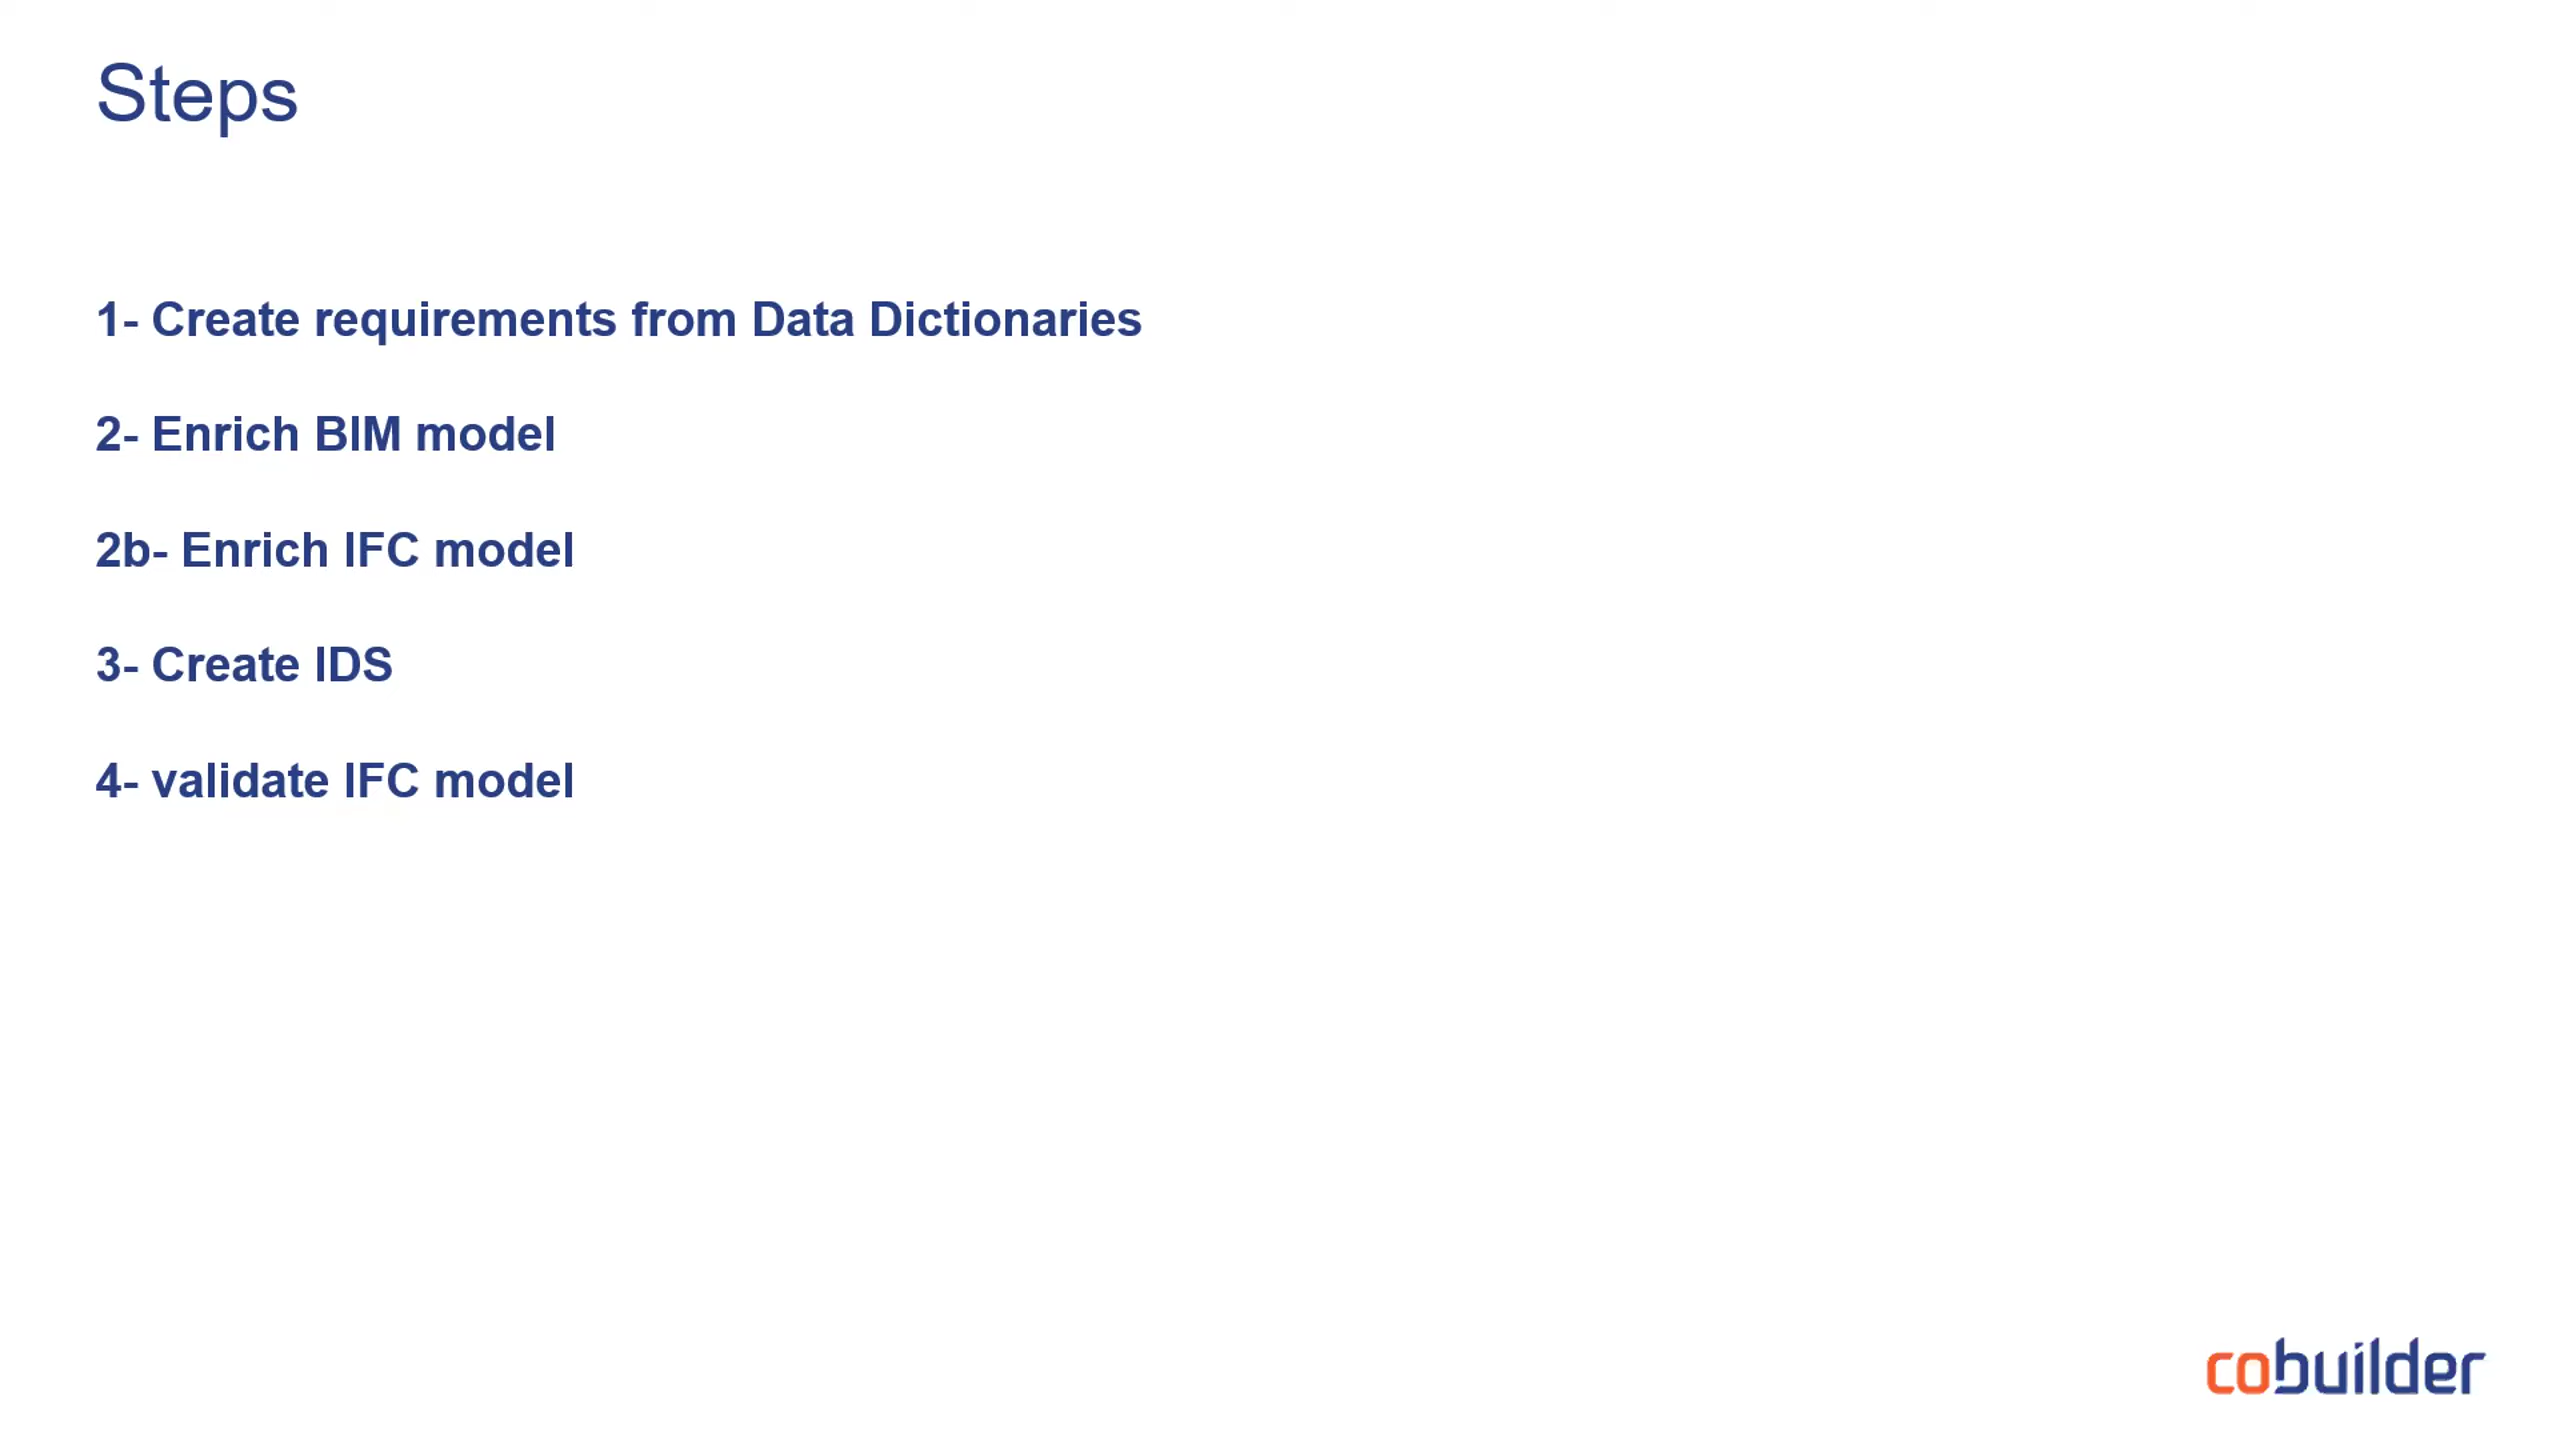 Steps
1- Create requirements from Data Dictionaries
2- Enrich BIM model
2b- Enrich IFC model
3- Create IDS
4- validate IFC model
cobuilder